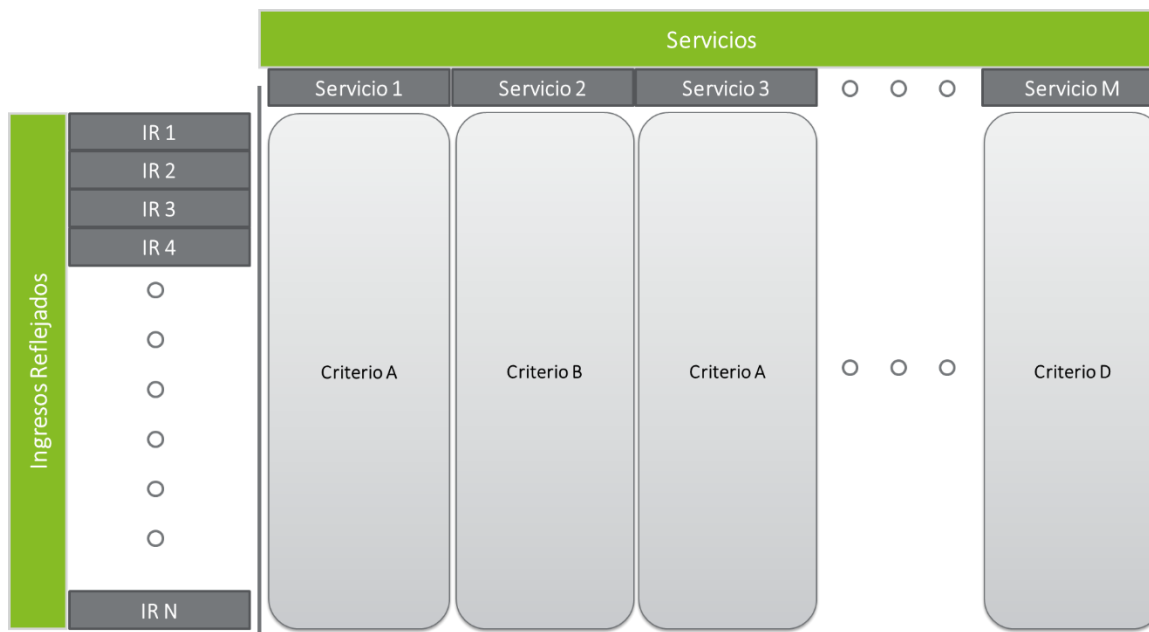 Servicios
Servicio 1 Servicio 2 Servicio 3 Servicio M
Ingresos Reflejados
IR 1
IR 2
IR 3
IR 4
Criterio A Criterio B Criterio A Criterio D
IR N